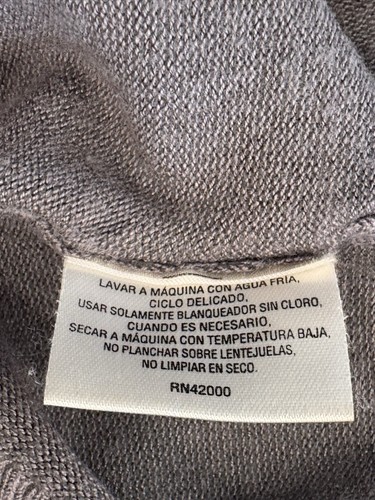 LAVAR A MÁQUINA CON AGUA FRÍA,
CICLO DELICADO,
USAR SOLAMENTE BLANQUEADOR SIN CLORO,
CUANDO ES NECESARIO,
SECAR A MÁQUINA CON TEMPERATURA BAJA,
NO PLANCHAR SOBRE LENTEJUELAS,
NO LIMPIAR EN SECO.
RN42000